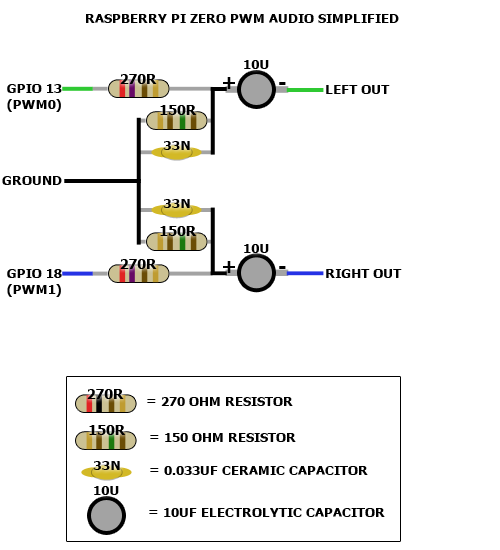 RASPBERRY PI ZERO PWM AUDIO SIMPLIFIED
10U
270R
+ -
GPIO 13
(PWM0)
LEFT OUT
150R
33N
GROUND
33N
150R
10U
270R
+ -
GPIO 18
(PWM1)
RIGHT OUT
270R
= 270 OHM RESISTOR
150R
= 150 OHM RESISTOR
33N
= 0.033UF CERAMIC CAPACITOR
10U
= 10UF ELECTROLYTIC CAPACITOR